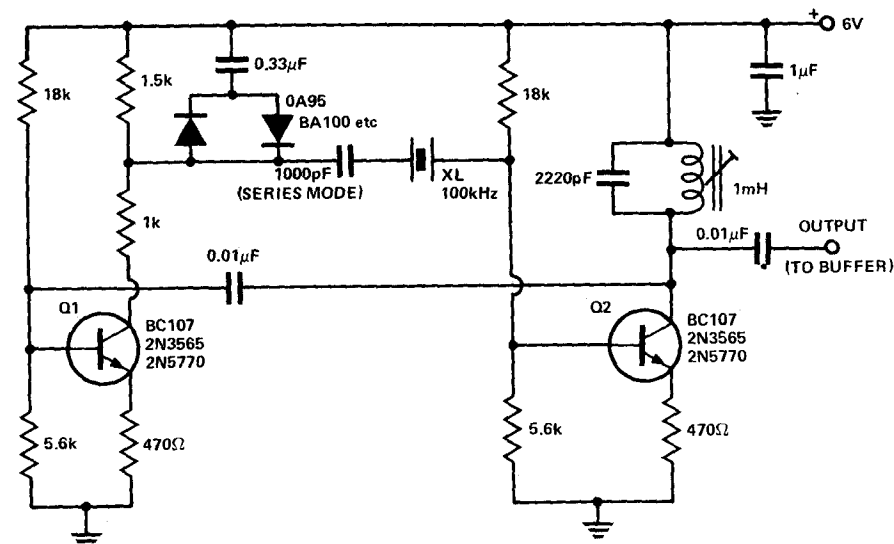 + 6V
0.33µF
1µF
18k
1.5k
0A95
BA100 etc
18k
1000pF
(SERIES MODE)
XL
100kHz
2220pF
1mH
1k
0.01µF
0.01µF
OUTPUT
(TO BUFFER)
Q1
BC107
2N3565
2N5770
Q2
BC107
2N3565
2N5770
5.6k
470Ω
5.6k
470Ω